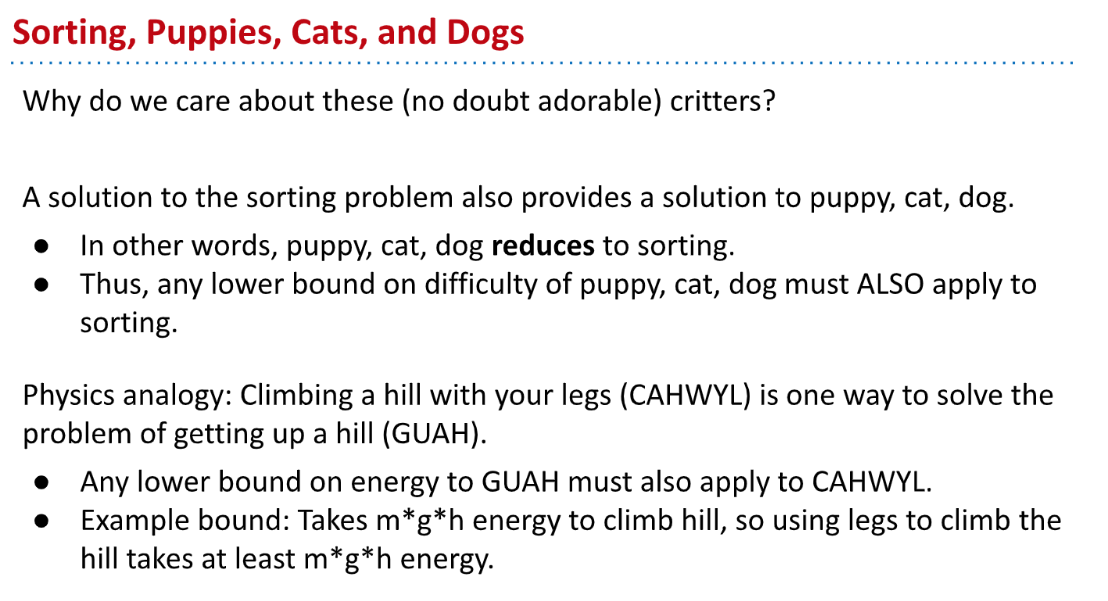 Sorting, Puppies, Cats, and Dogs
Why do we care about these (no doubt adorable) critters?
A solution to the sorting problem also provides a solution to puppy, cat, dog.
● In other words, puppy, cat, dog reduces to sorting.
● Thus, any lower bound on difficulty of puppy, cat, dog must ALSO apply to
sorting.
Physics analogy: Climbing a hill with your legs (CAHWYL) is one way to solve the
problem of getting up a hill (GUAH).
● Any lower bound on energy to GUAH must also apply to CAHWYL.
● Example bound: Takes m*g*h energy to climb hill, so using legs to climb the
hill takes at least m*g*h energy.